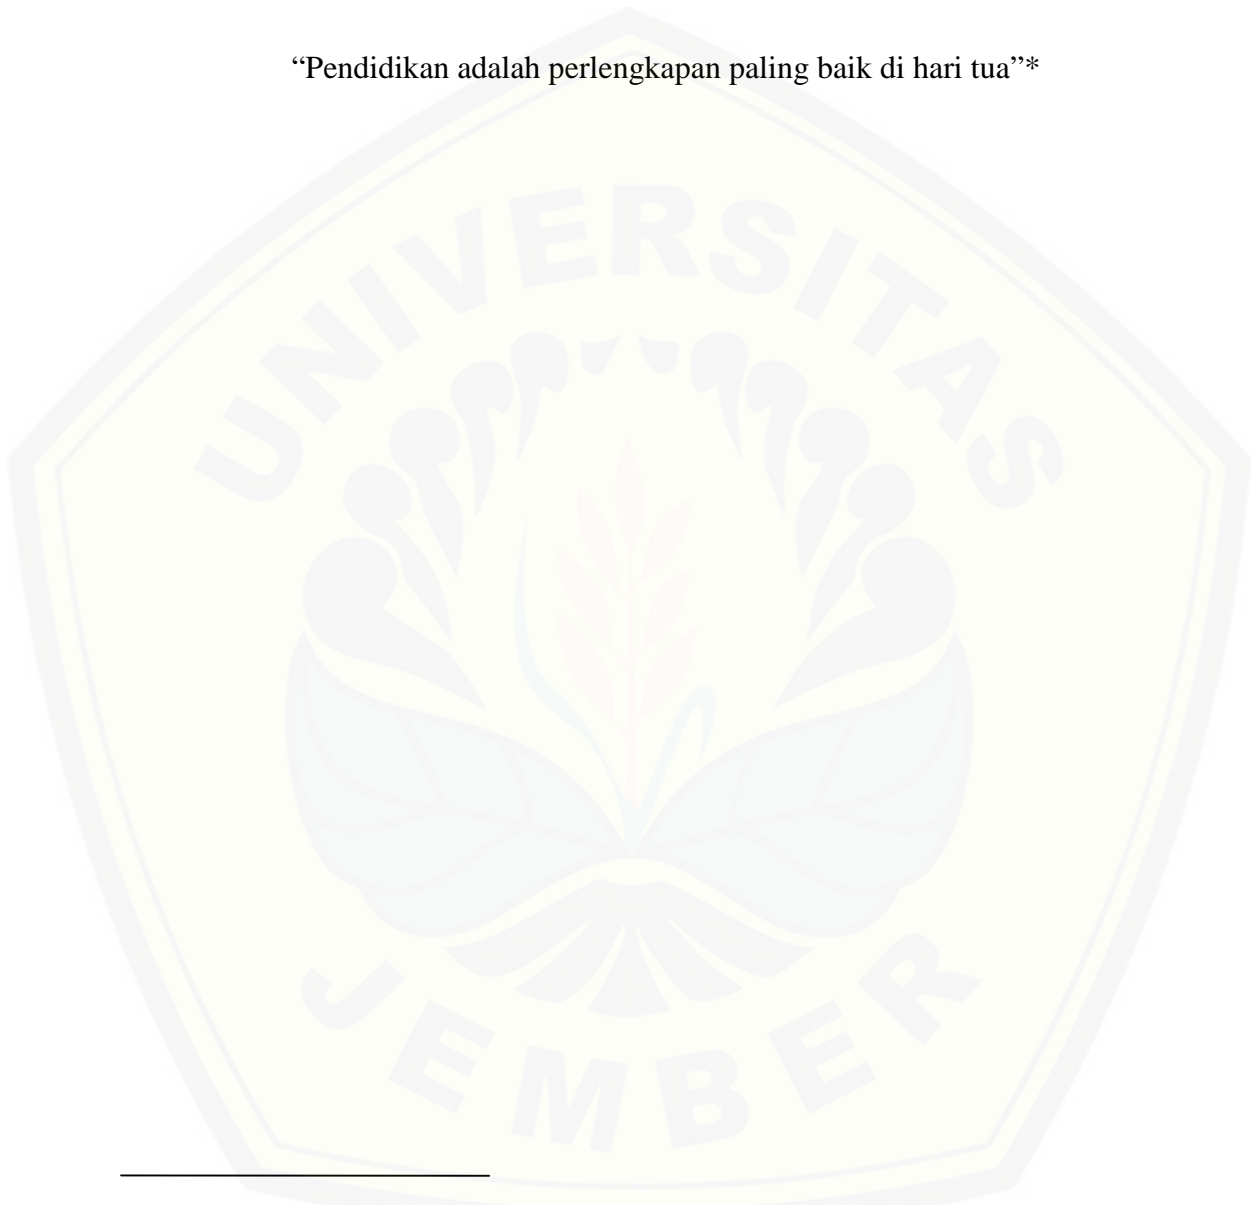 “Pendidikan adalah perlengkapan paling baik di hari tua”*
UNIVERSITAS
JEMBER